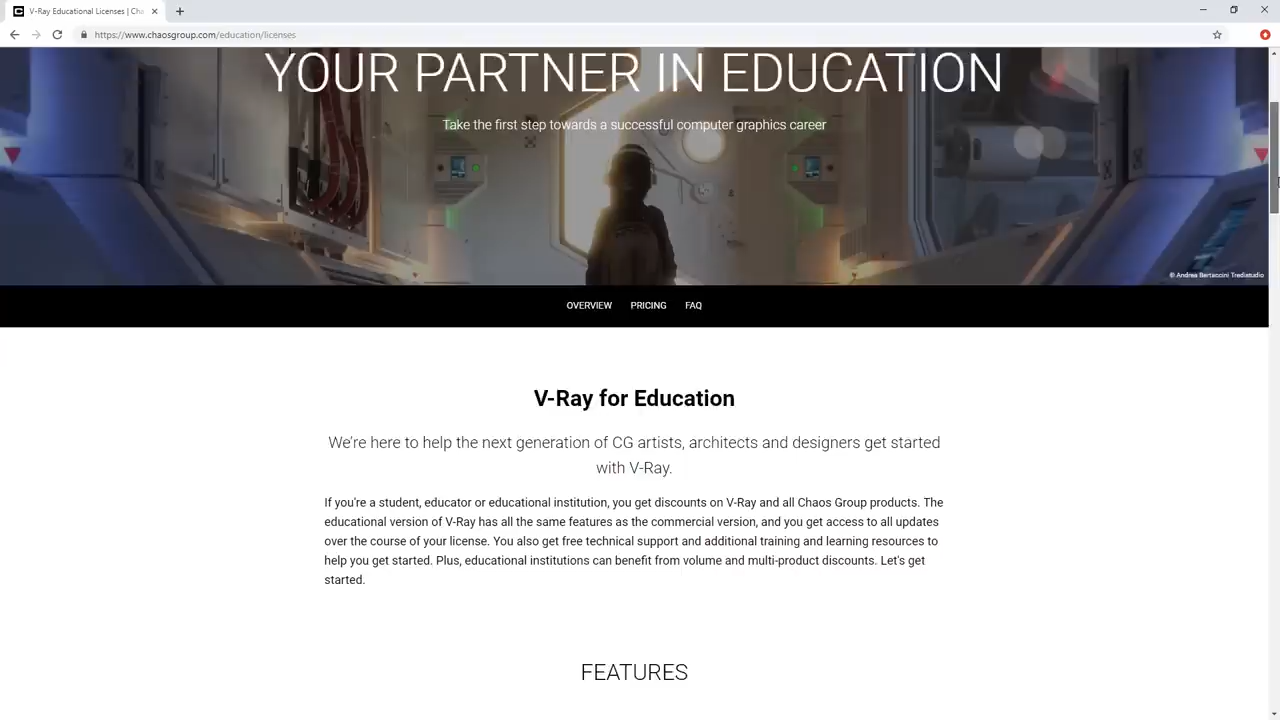 V-Ray Educational Licenses | Cha
https://www.chaosgroup.com/education/licenses
YOUR PARTNER IN EDUCATION
Take the first step towards a successful computer graphics career
© Andrea Bertaccini Tredistudio
OVERVIEW PRICING FAQ
V-Ray for Education
We're here to help the next generation of CG artists, architects and designers get started
with V-Ray.
If you're a student, educator or educational institution, you get discounts on V-Ray and all Chaos Group products. The
educational version of V-Ray has all the same features as the commercial version, and you get access to all updates
over the course of your license. You also get free technical support and additional training and learning resources to
help you get started. Plus, educational institutions can benefit from volume and multi-product discounts. Let's get
started.
FEATURES